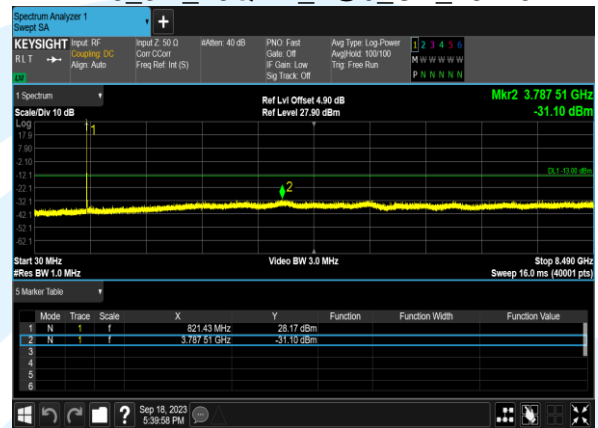 Spectrum Analyzer 1
Swept SA
+
KEYSIGHT
RLT
LW
Input: RF
Coupling: DC
Align: Auto
Input Z: 50 Ω
Corr CCorr
Freq Ref: Int (S)
#Atten: 40 dB
PNO: Fast
Gate: Off
IF Gain: Low
Sig Track: Off
Avg Type: Log-Power
Avg|Hold: 100/100
Trig: Free Run
1 2 3 4 5 6
M W W W W W
P N N N N N
1 Spectrum
Scale/Div 10 dB
Ref Lvl Offset 4.90 dB
Ref Level 27.90 dBm
Mkr2 3.787 51 GHz
-31.10 dBm
Log
17.9
7.90
-2.10
-12.1
-22.1
-32.1
-42.1
-52.1
-62.1
1
2
DL1 -13.00 dBm
Start 30 MHz
#Res BW 1.0 MHz
Video BW 3.0 MHz
Stop 8.490 GHz
Sweep 16.0 ms (40001 pts)
5 Marker Table
Mode Trace Scale X Y Function Function Width Function Value
1 N 1 f 821.43 MHz 28.17 dBm
2 N 1 f 3.787 51 GHz -31.10 dBm
3
4
5
6
?
Sep 18, 2023
5:39:58 PM